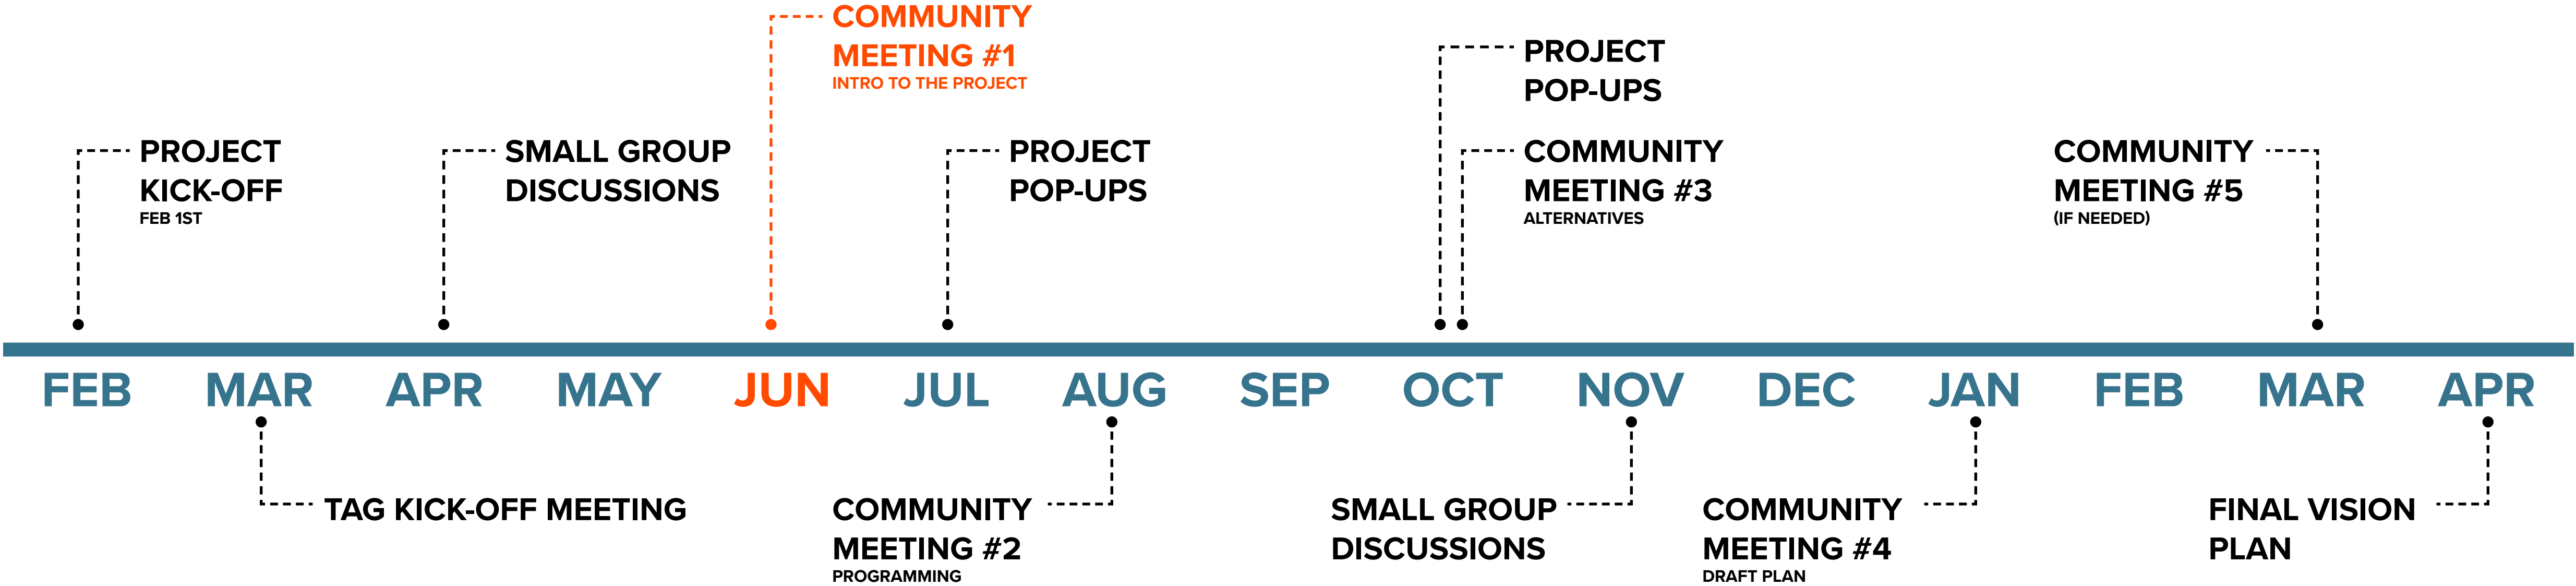 COMMUNITY
MEETING #1
INTRO TO THE PROJECT
PROJECT
POP-UPS
PROJECT
KICK-OFF
FEB 1ST
SMALL GROUP
DISCUSSIONS
PROJECT
POP-UPS
COMMUNITY
MEETING #3
ALTERNATIVES
COMMUNITY
MEETING #5
(IF NEEDED)
FEB MAR APR MAY JUN JUL AUG SEP OCT NOV DEC JAN FEB MAR APR
TAG KICK-OFF MEETING
COMMUNITY
MEETING #2
PROGRAMMING
SMALL GROUP
DISCUSSIONS
COMMUNITY
MEETING #4
DRAFT PLAN
FINAL VISION
PLAN